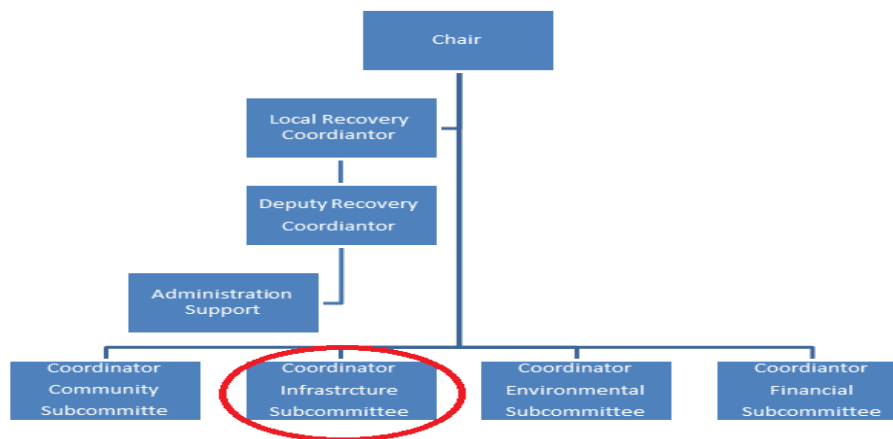 Chair
Local Recovery
Coordiantor
Deputy Recovery
Coordiantor
Administration
Support
Coordinator
Community
Subcommitte
Coordinator
Infrastrcture
Subcommittee
Coordinator
Environmental
Subcommittee
Coordiantor
Financial
Subcommittee